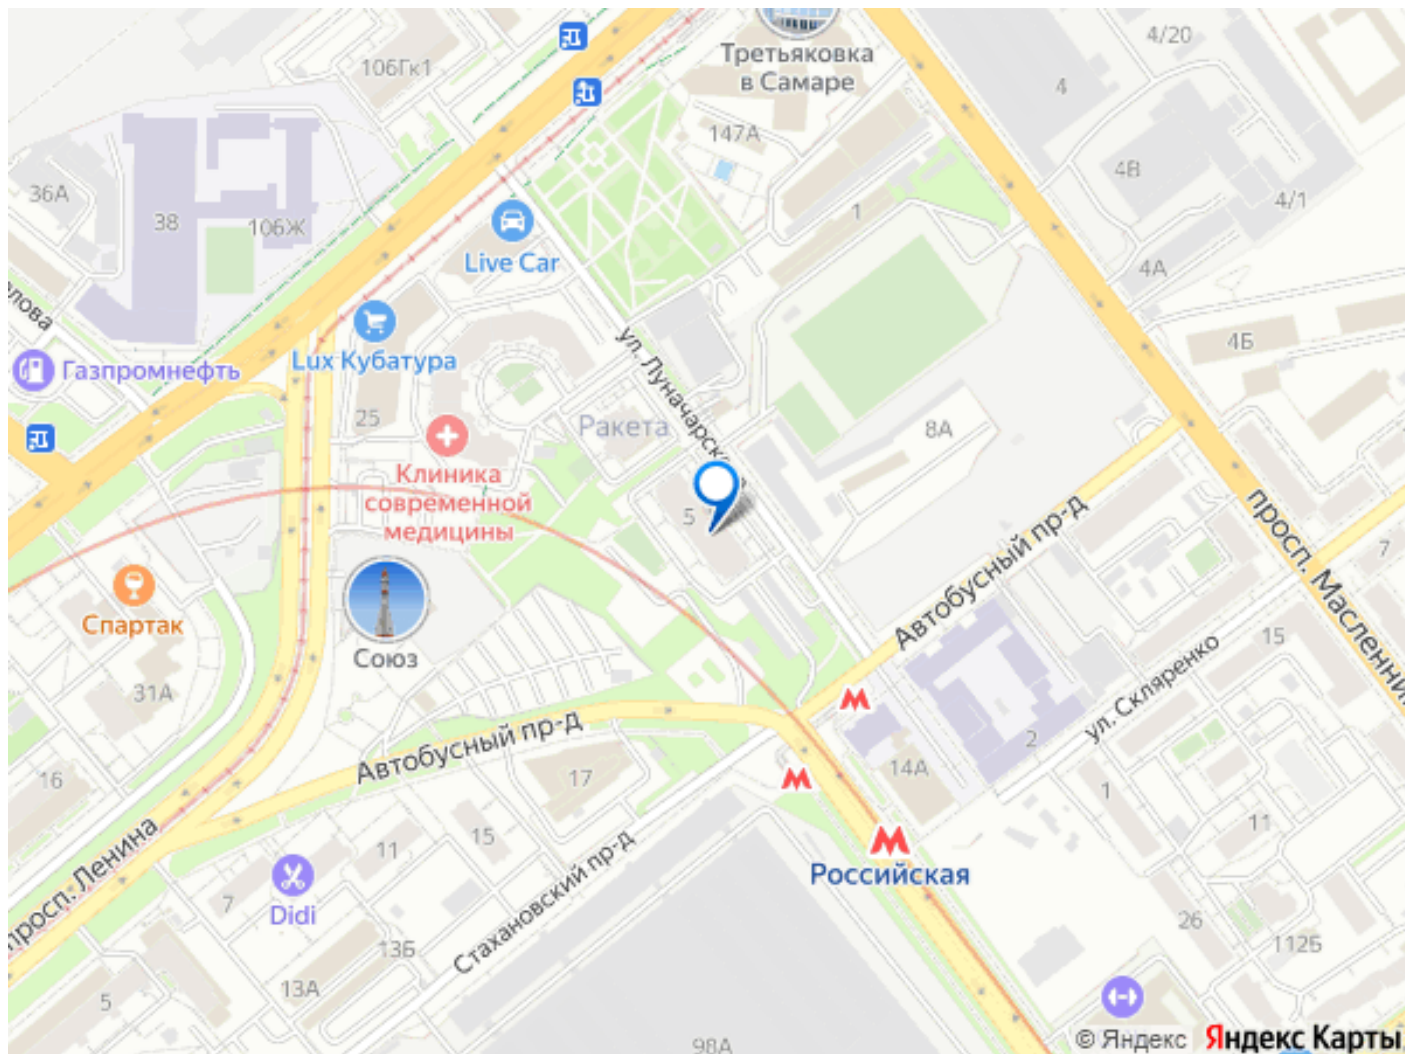 4/20
106Гк1
Третьяковка
в Самаре
4
147А
4В
36А
38
106Ж
1
4/1
Live Car
4А
ул. Луначарско
4Б
Lux Кубатура
Газпромнефть
25
Ракета
8А
Клиника
современной
медицины
5
просп. Масленни
Автобусный пр-д
7
Спартак
Союз
15
31А
ул. Скляренко
2
Автобусный пр-д
17
14А
16
1
11
15
11
просп. Ленина
Российская
Стахановский пр-д
7
Didi
26
112Б
13Б
13А
5
98А
© Яндекс
Яндекс Карты